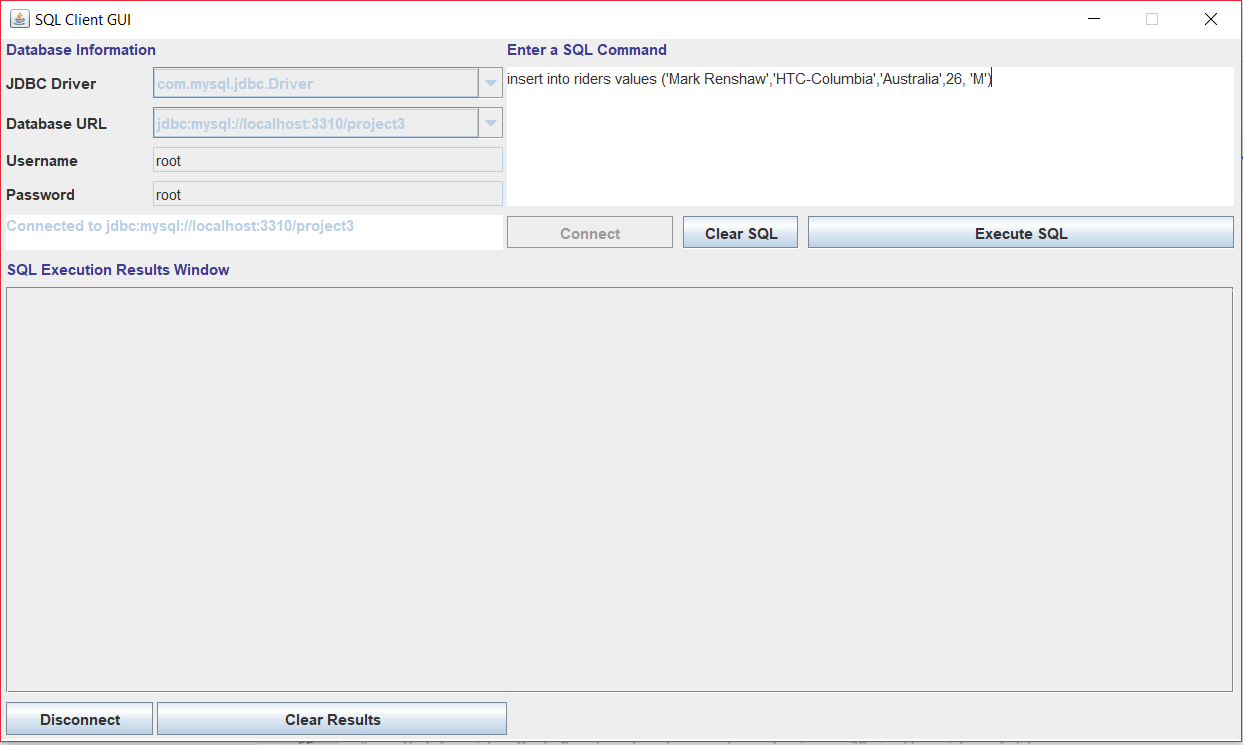 SQL Client GUI
Database Information
Enter a SQL Command
JDBC Driver
com.mysql.jdbc.Driver
insert into riders values ('Mark Renshaw','HTC-Columbia','Australia',26, 'M')
Database URL
jdbc:mysql://localhost:3310/project3
Username
root
Password
root
Connected to jdbc:mysql://localhost:3310/project3
Connect
Clear SQL
Execute SQL
SQL Execution Results Window
Disconnect
Clear Results